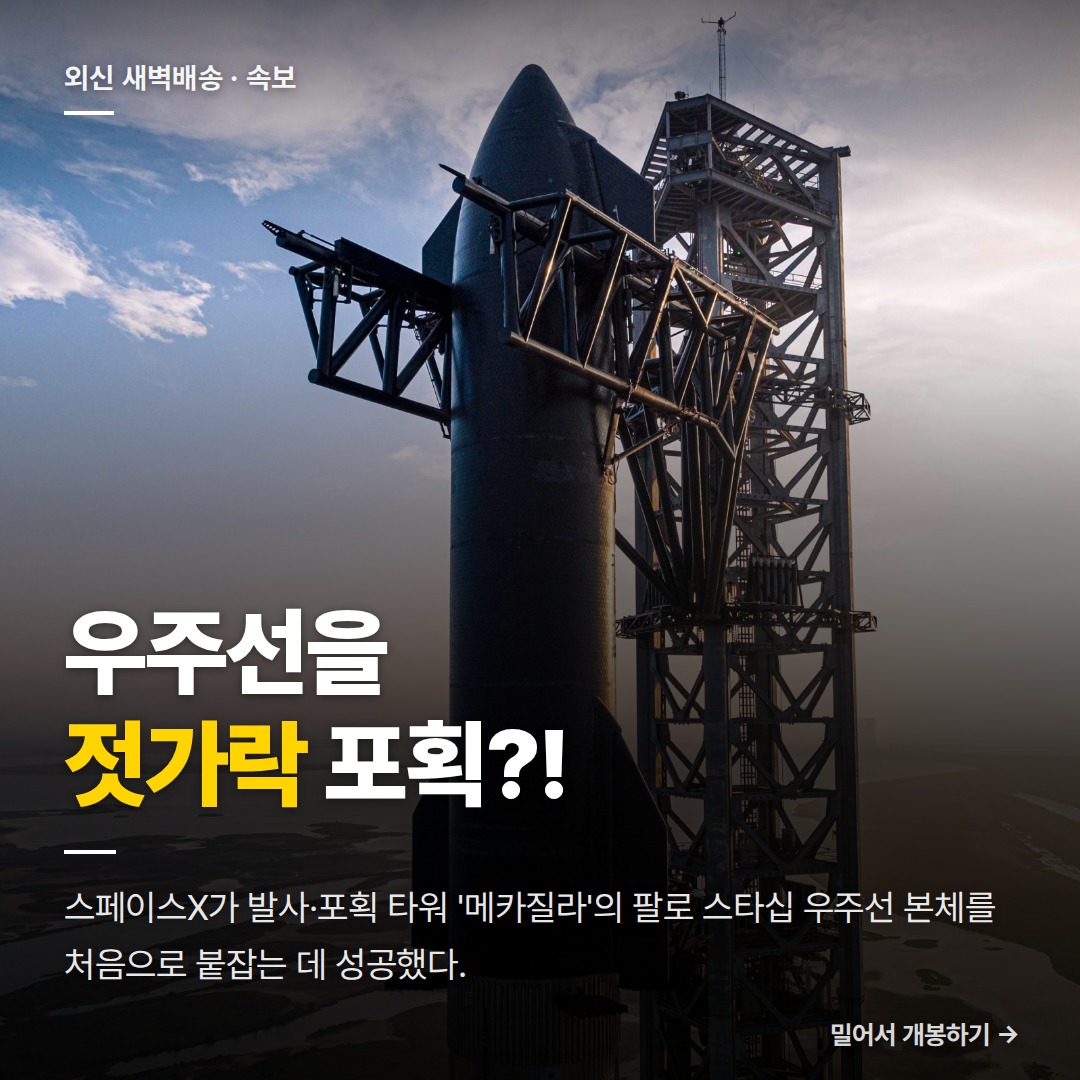 외신 새벽배송 · 속보
우주선을
젓가락 포획?!
스페이스X가 발사·포획 타워 '메카질라'의 팔로 스타십 우주선 본체를
처음으로 붙잡는 데 성공했다.
밀어서 개봉하기 →